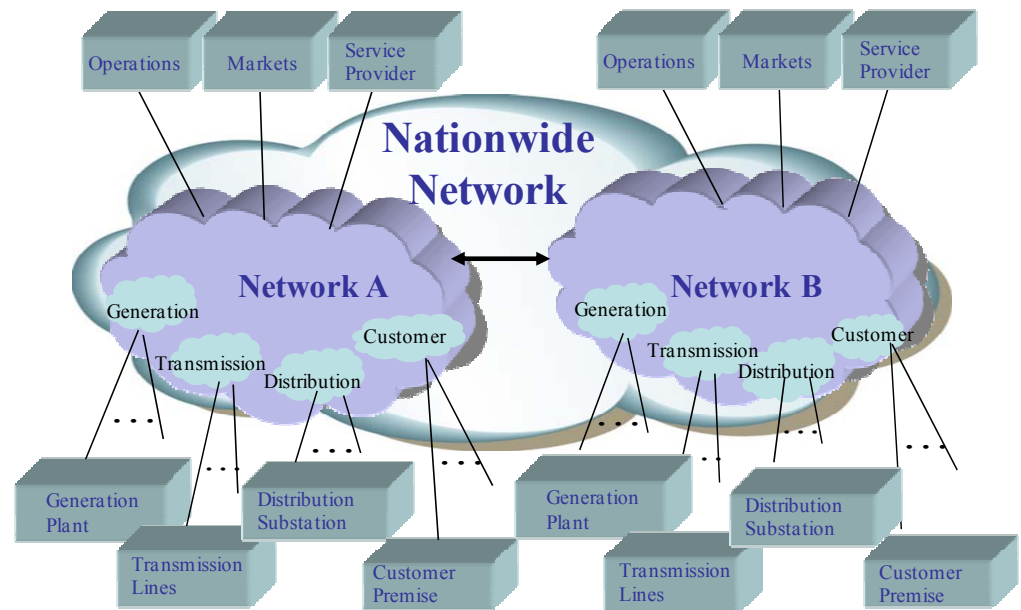 Operations
Markets
Service
Provider
Operations
Markets
Service
Provider
Nationwide
Network
Network A
Network B
Generation
Transmission
Distribution
Customer
Generation
Transmission
Distribution
Customer
Generation
Plant
Transmission
Lines
Distribution
Substation
Customer
Premise
Generation
Plant
Transmission
Lines
Distribution
Substation
Customer
Premise